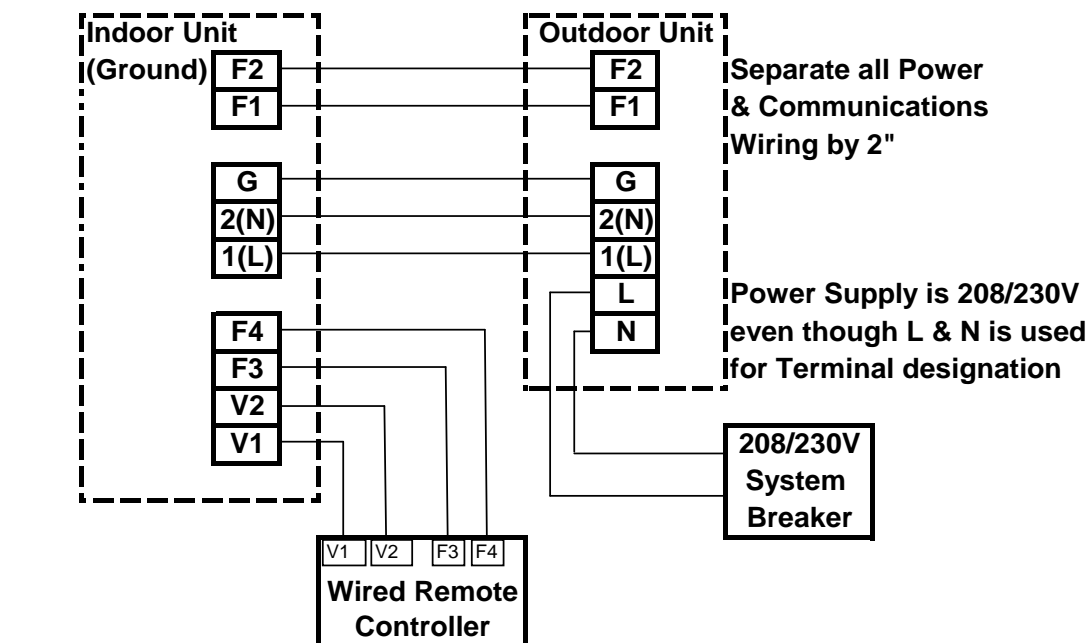 Indoor Unit
(Ground)
F2
F1
G
2(N)
1(L)
F4
F3
V2
V1
Outdoor Unit
F2
F1
G
2(N)
1(L)
L
N
Separate all Power
& Communications
Wiring by 2"
Power Supply is 208/230V
even though L & N is used
for Terminal designation
208/230V
System
Breaker
V1 V2 F3 F4
Wired Remote
Controller